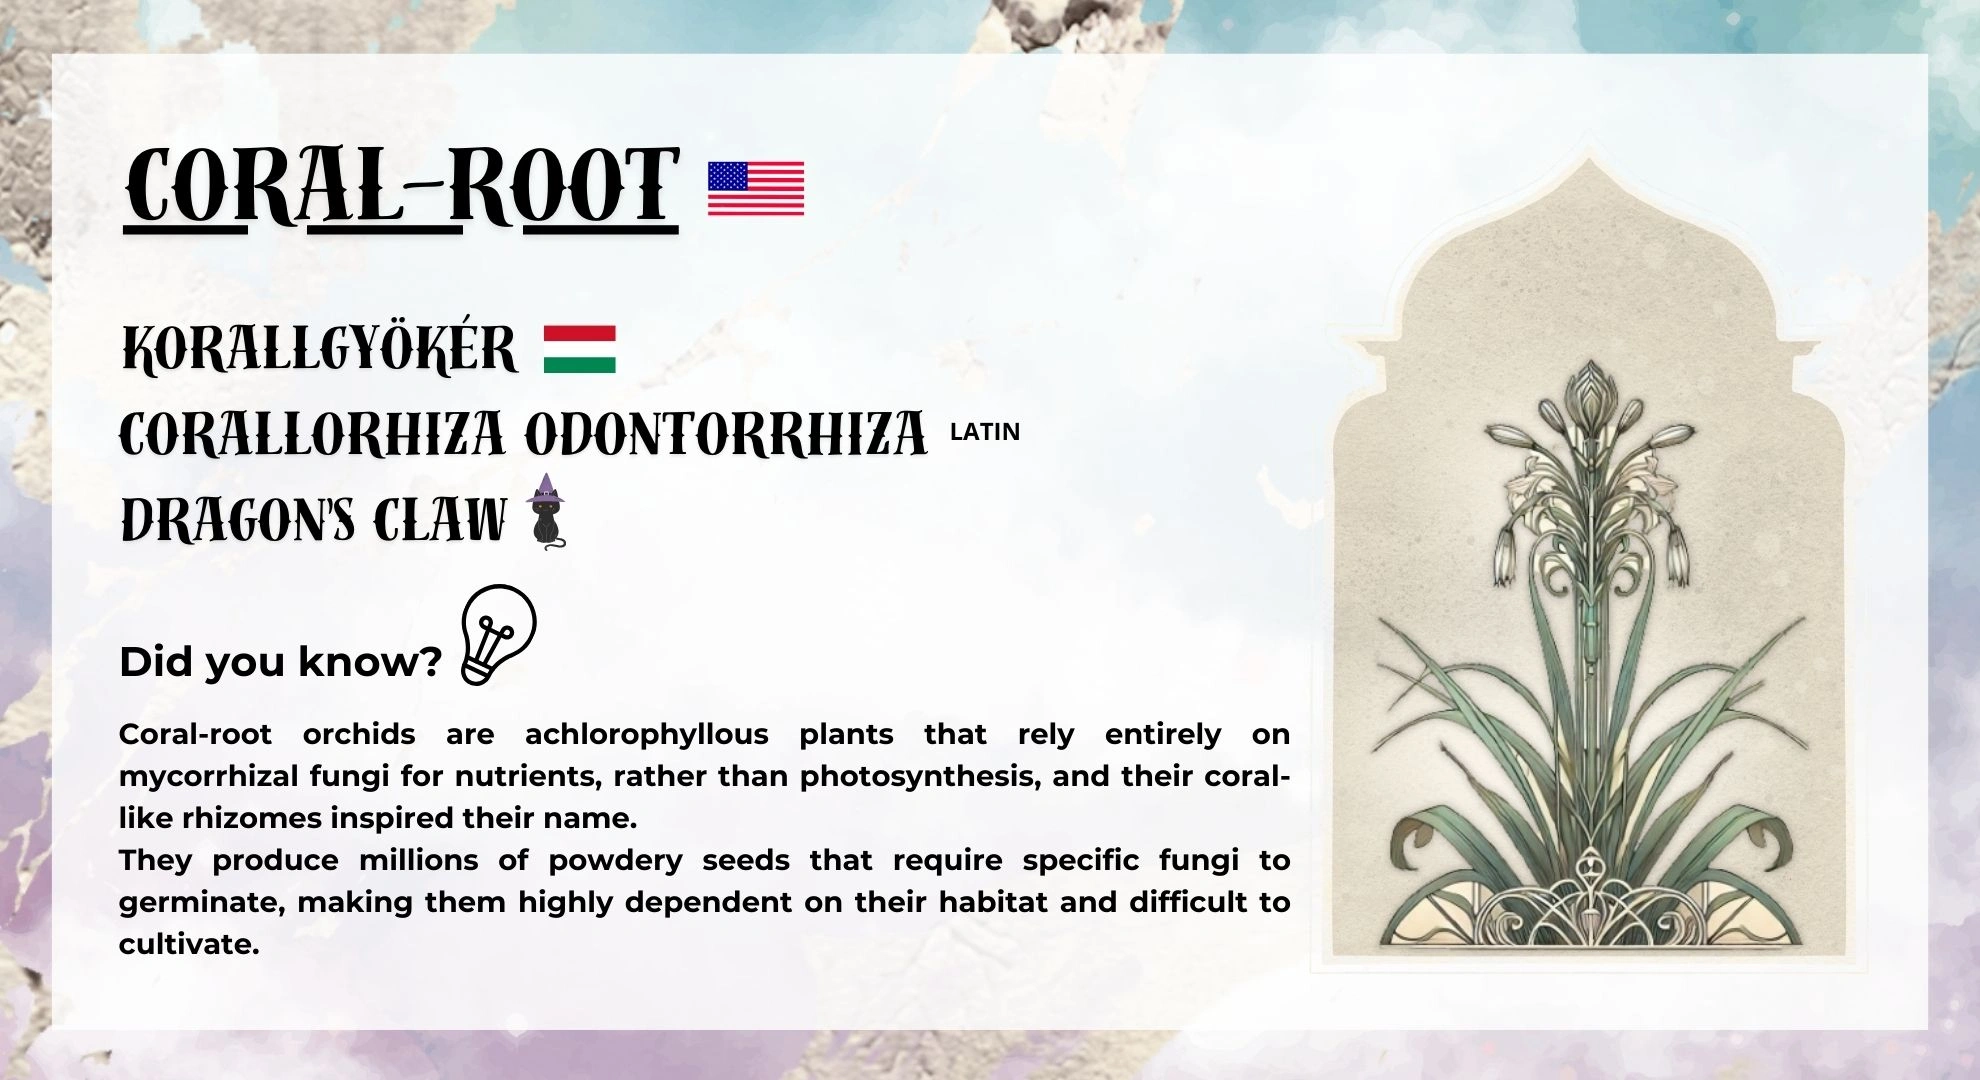 CORAL-ROOT
KORALLGYÖKÉR
CORALLORHIZA ODONTORRHIZA LATIN
DRAGON'S CLAW
Did you know?
Coral-root orchids are achlorophyllous plants that rely entirely on
mycorrhizal fungi for nutrients, rather than photosynthesis, and their coral-
like rhizomes inspired their name.
They produce millions of powdery seeds that require specific fungi to
germinate, making them highly dependent on their habitat and difficult to
cultivate.